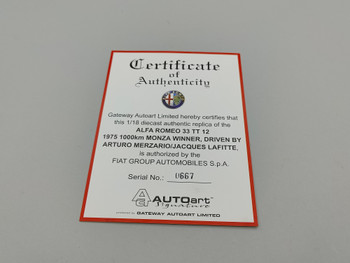 Certificate
of
Authenticity
Gateway Autoart Limited hereby certifies that
this 1/18 diecast authentic replica of the
ALFA ROMEO 33 TT 12
1975 1000km MONZA WINNER, DRIVEN BY
ARTURO MERZARIO/JACQUES LAFITTE.
is authorized by the
FIAT GROUP AUTOMOBILES S.p.A.
Serial No.: 11667
AUTOart
Signature
GATEWAY AUTOART LIMITED